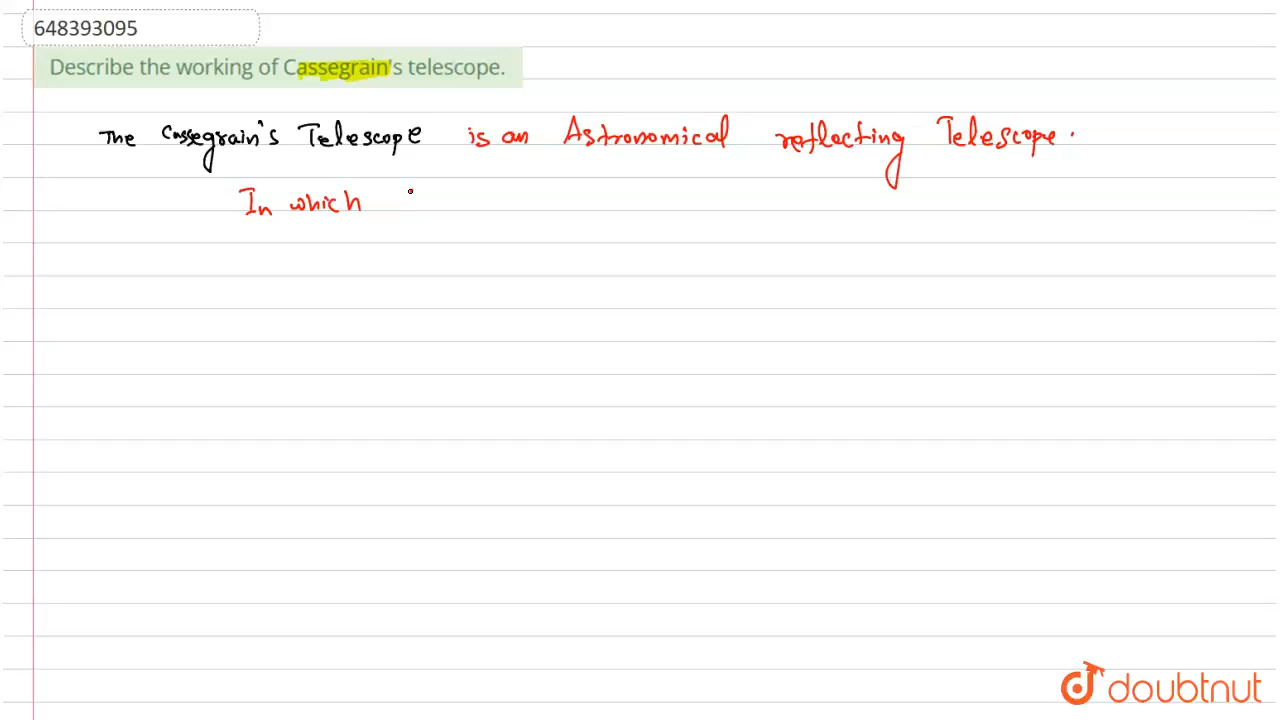 648393095
Describe the working of Cassegrain's telescope.
The Cassegrain's Telescope is an Astronomical reflecting Telescope.
In which
doubtnut